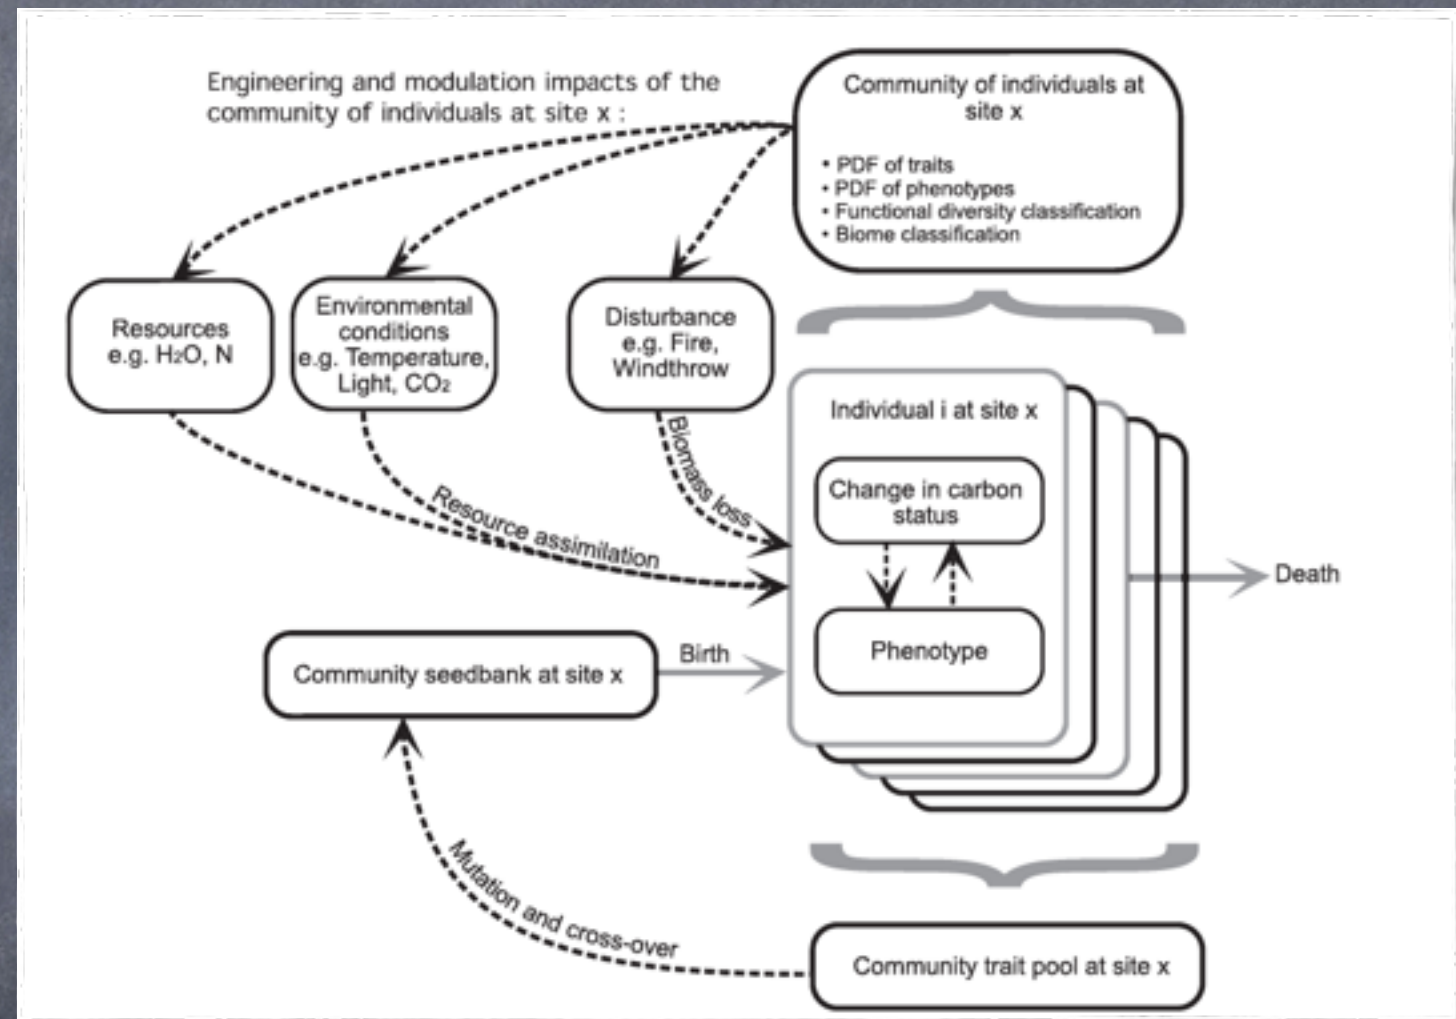 Engineering and modulation impacts of the
community of individuals at site x :
Community of individuals at
site x
• PDF of traits
• PDF of phenotypes
• Functional diversity classification
• Biome classification
Resources
e.g. H2O, N
Environmental
conditions
e.g. Temperature,
Light, CO2
Disturbance
e.g. Fire,
Windthrow
Biomass loss
Resource assimilation
Individual i at site x
Change in carbon
status
Phenotype
Death
Birth
Community seedbank at site x
Mutation and cross-over
Community trait pool at site x